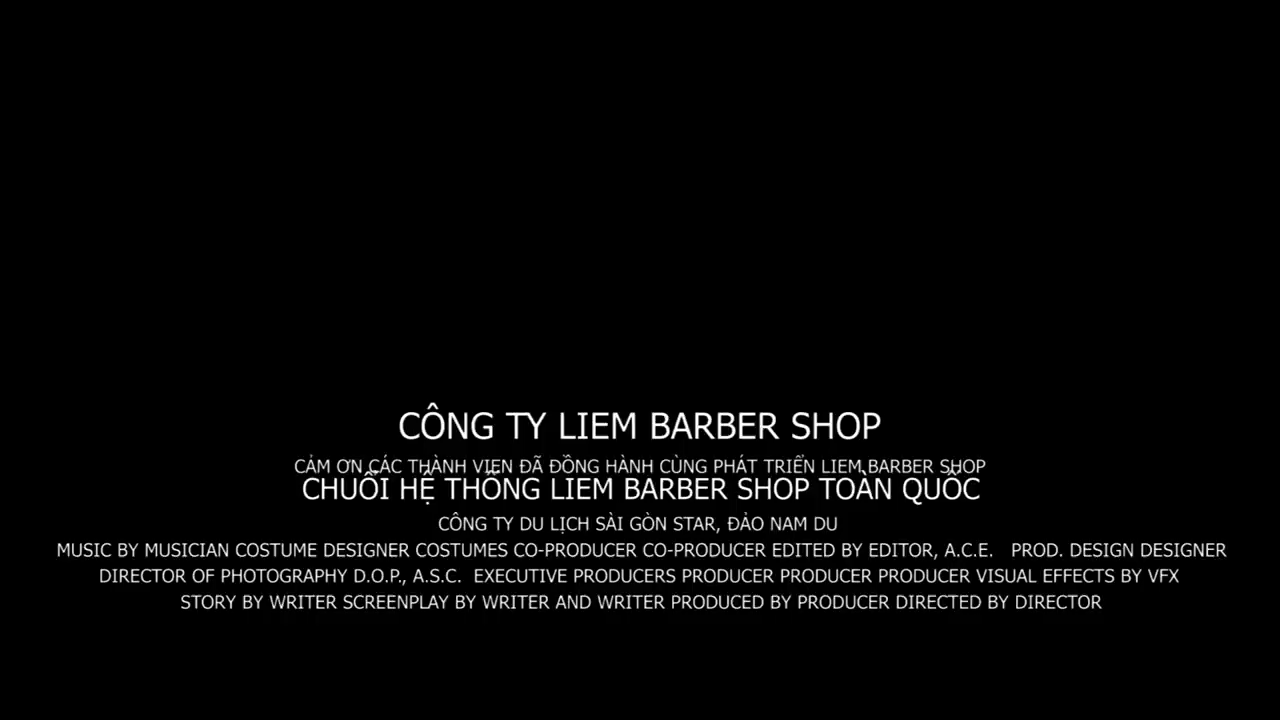 CÔNG TY LIEM BARBER SHOP
CẢM ƠN CÁC THÀNH VIEN ĐÃ ĐỒNG HÀNH CÙNG PHÁT TRIỂN LIEM BARBER SHOP
CHUỖI HỆ THỐNG LIEM BARBER SHOP TOÀN QUỐC
CÔNG TY DU LỊCH SÀI GÒN STAR, ĐẢO NAM DU
MUSIC BY MUSICIAN COSTUME DESIGNER COSTUMES CO-PRODUCER CO-PRODUCER EDITED BY EDITOR, A.C.E. PROD. DESIGN DESIGNER
DIRECTOR OF PHOTOGRAPHY D.O.P., A.S.C. EXECUTIVE PRODUCERS PRODUCER PRODUCER PRODUCER VISUAL EFFECTS BY VFX
STORY BY WRITER SCREENPLAY BY WRITER AND WRITER PRODUCED BY PRODUCER DIRECTED BY DIRECTOR